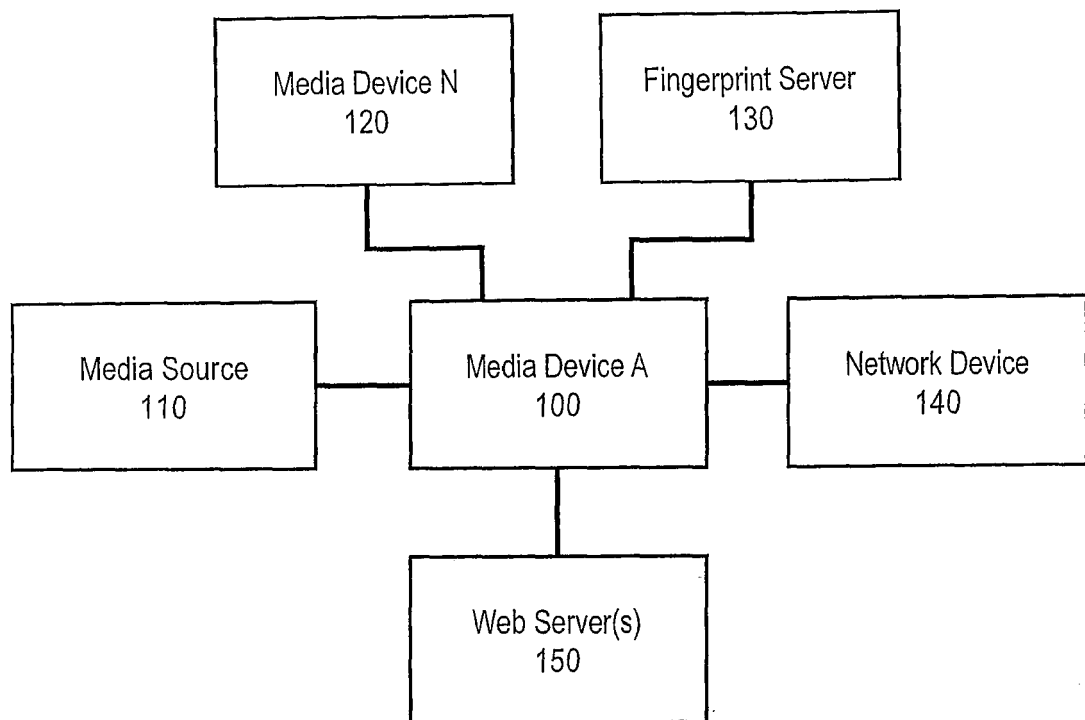 Media Device N
120
Fingerprint Server
130
Media Source
110
Media Device A
100
Network Device
140
Web Server(s)
150